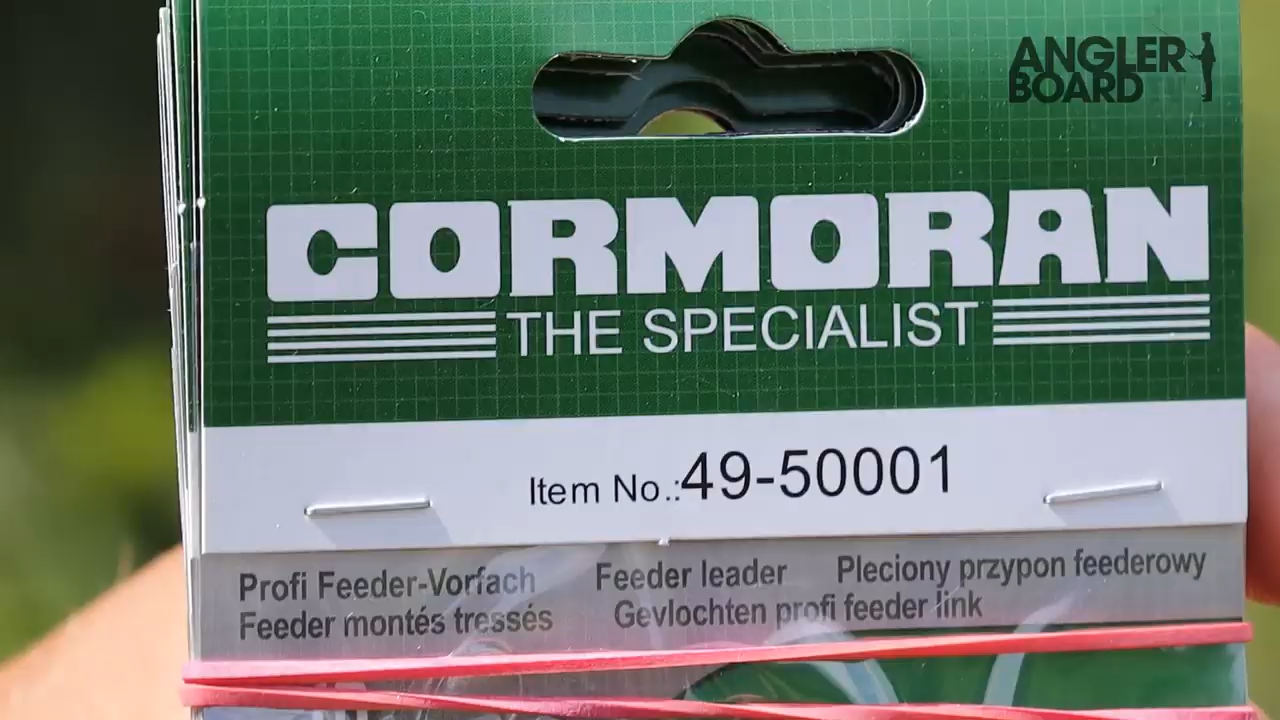 ANGLER
BOARD
CORMORAN
THE SPECIALIST
Item No.:49-50001
Profi Feeder-Vorfach Feeder leader Pleciony przypon feederowy
Feeder montés tressés Gevlochten profi feeder link